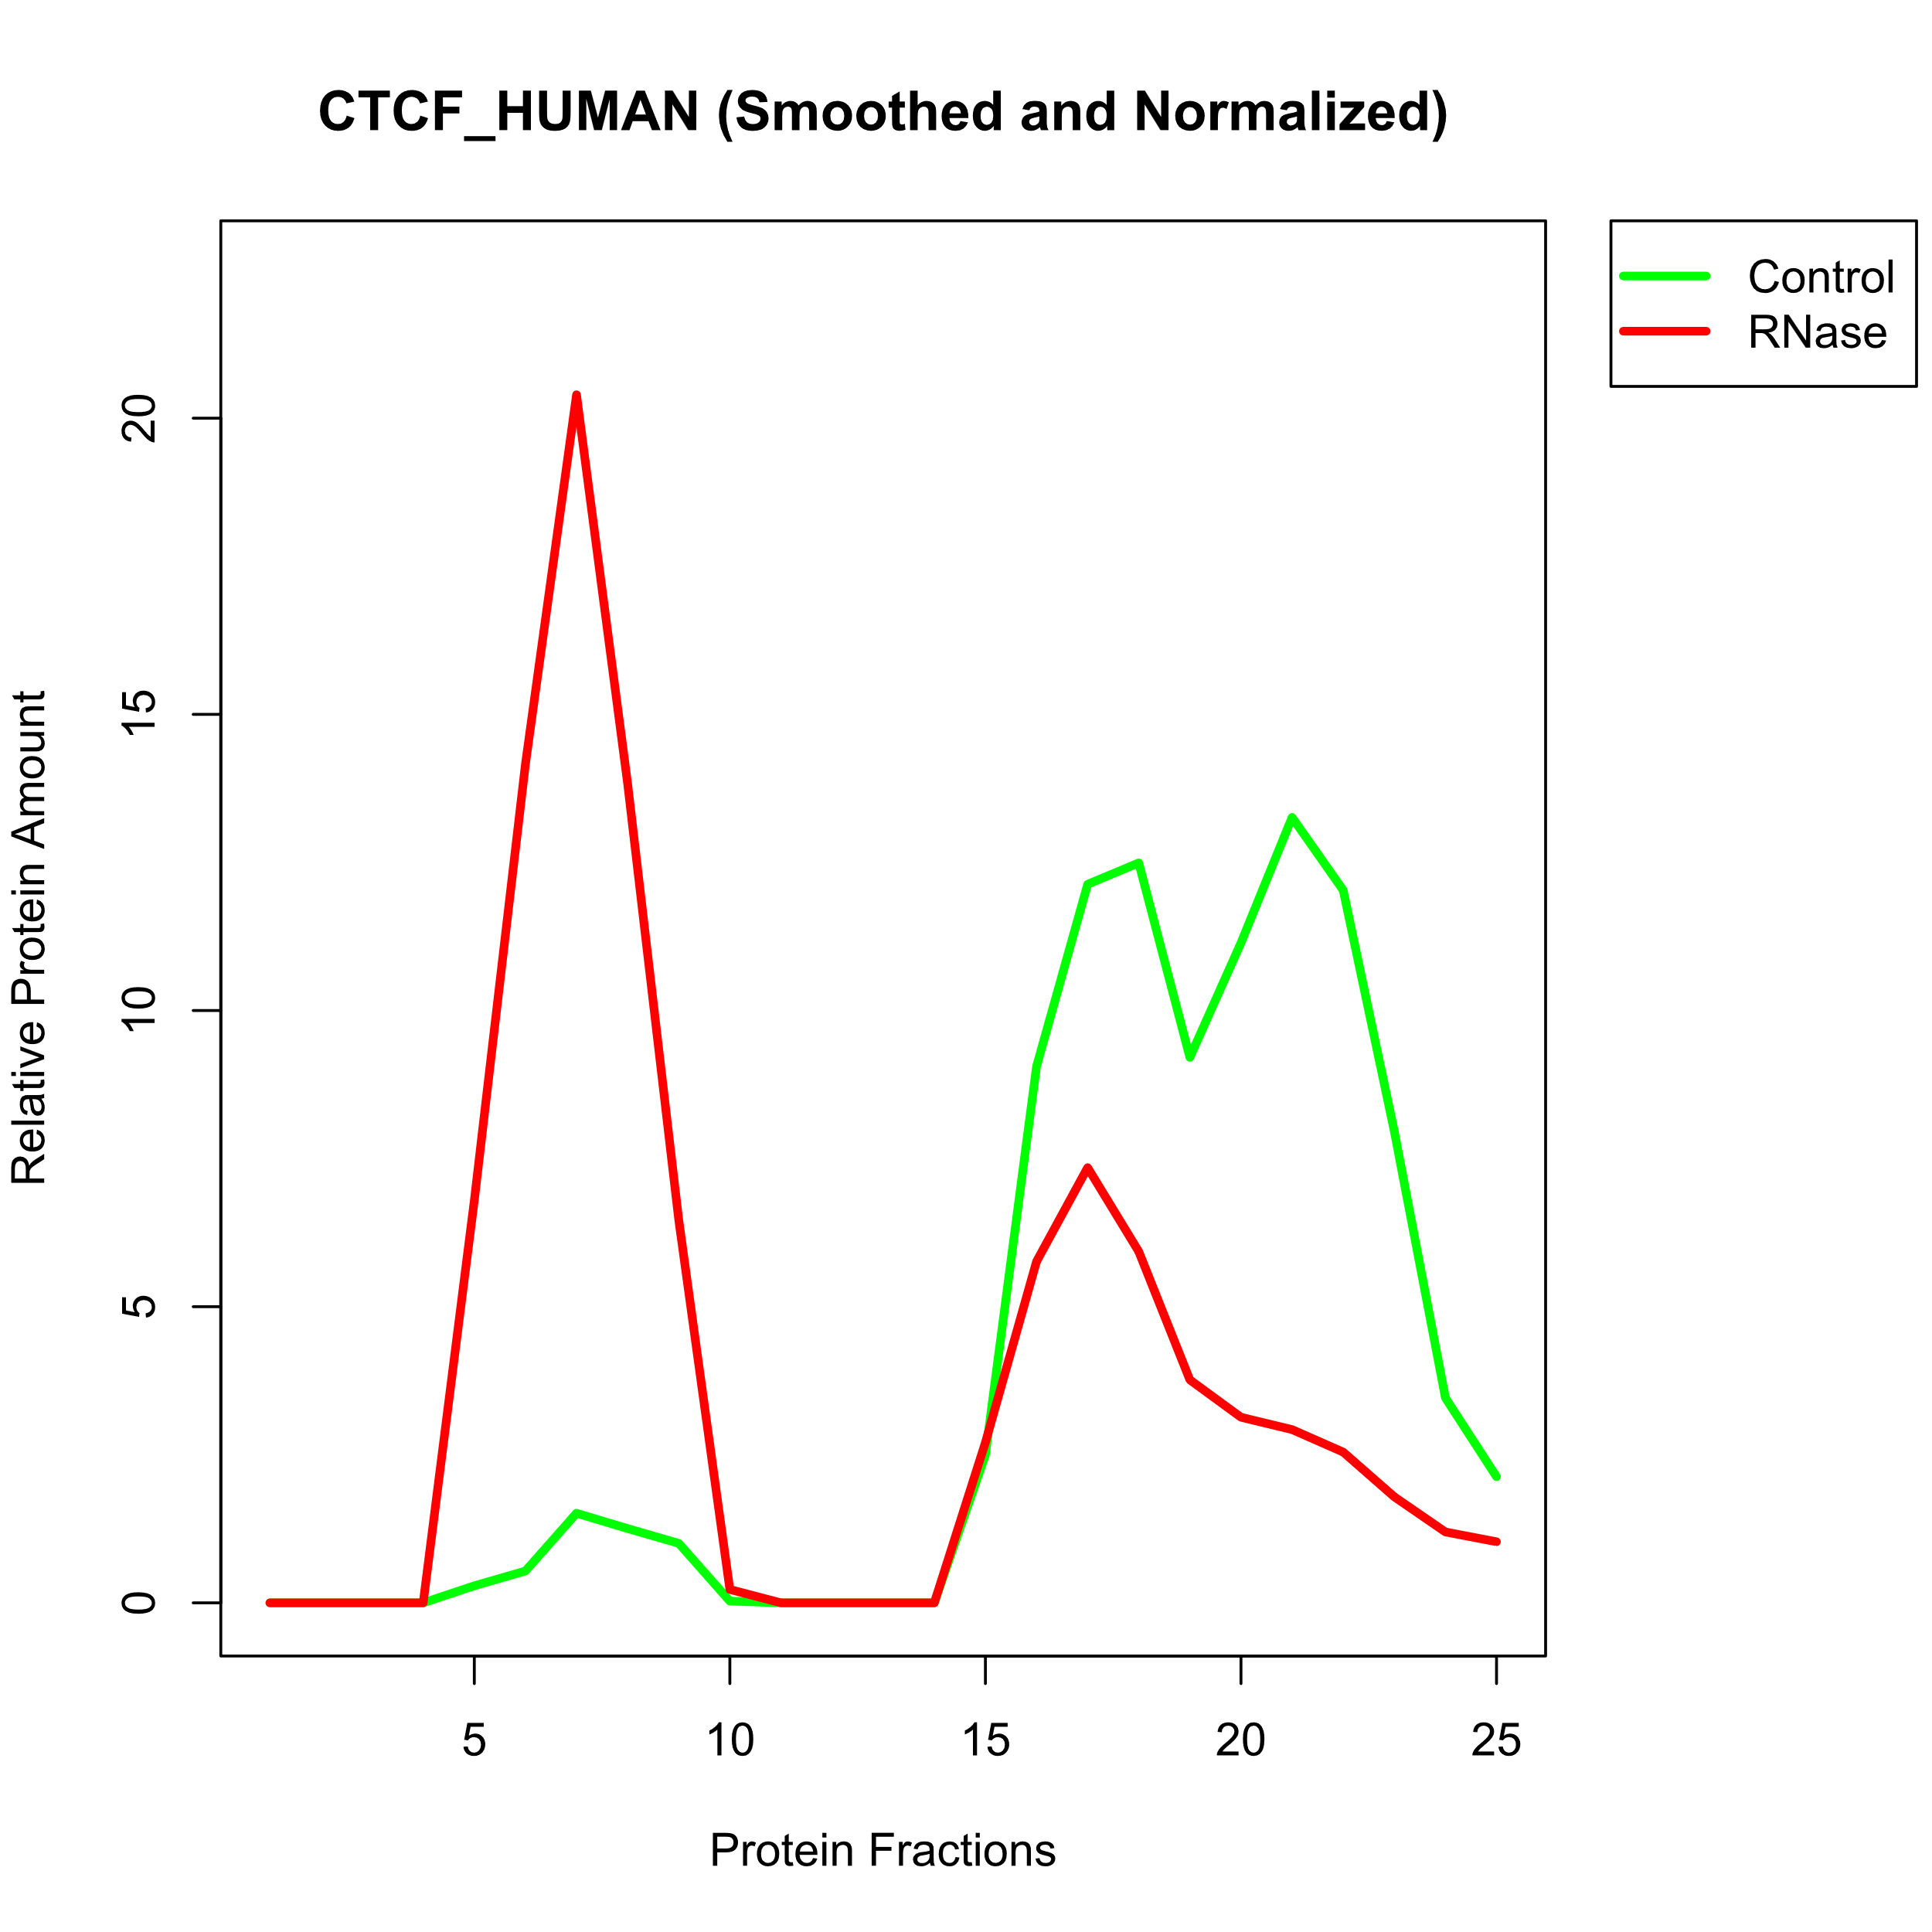 CTCF_HUMAN (Smoothed and Normalized)
Control
RNase
Relative Protein Amount
20
15
10
5
0
5 10 15 20 25
Protein Fractions